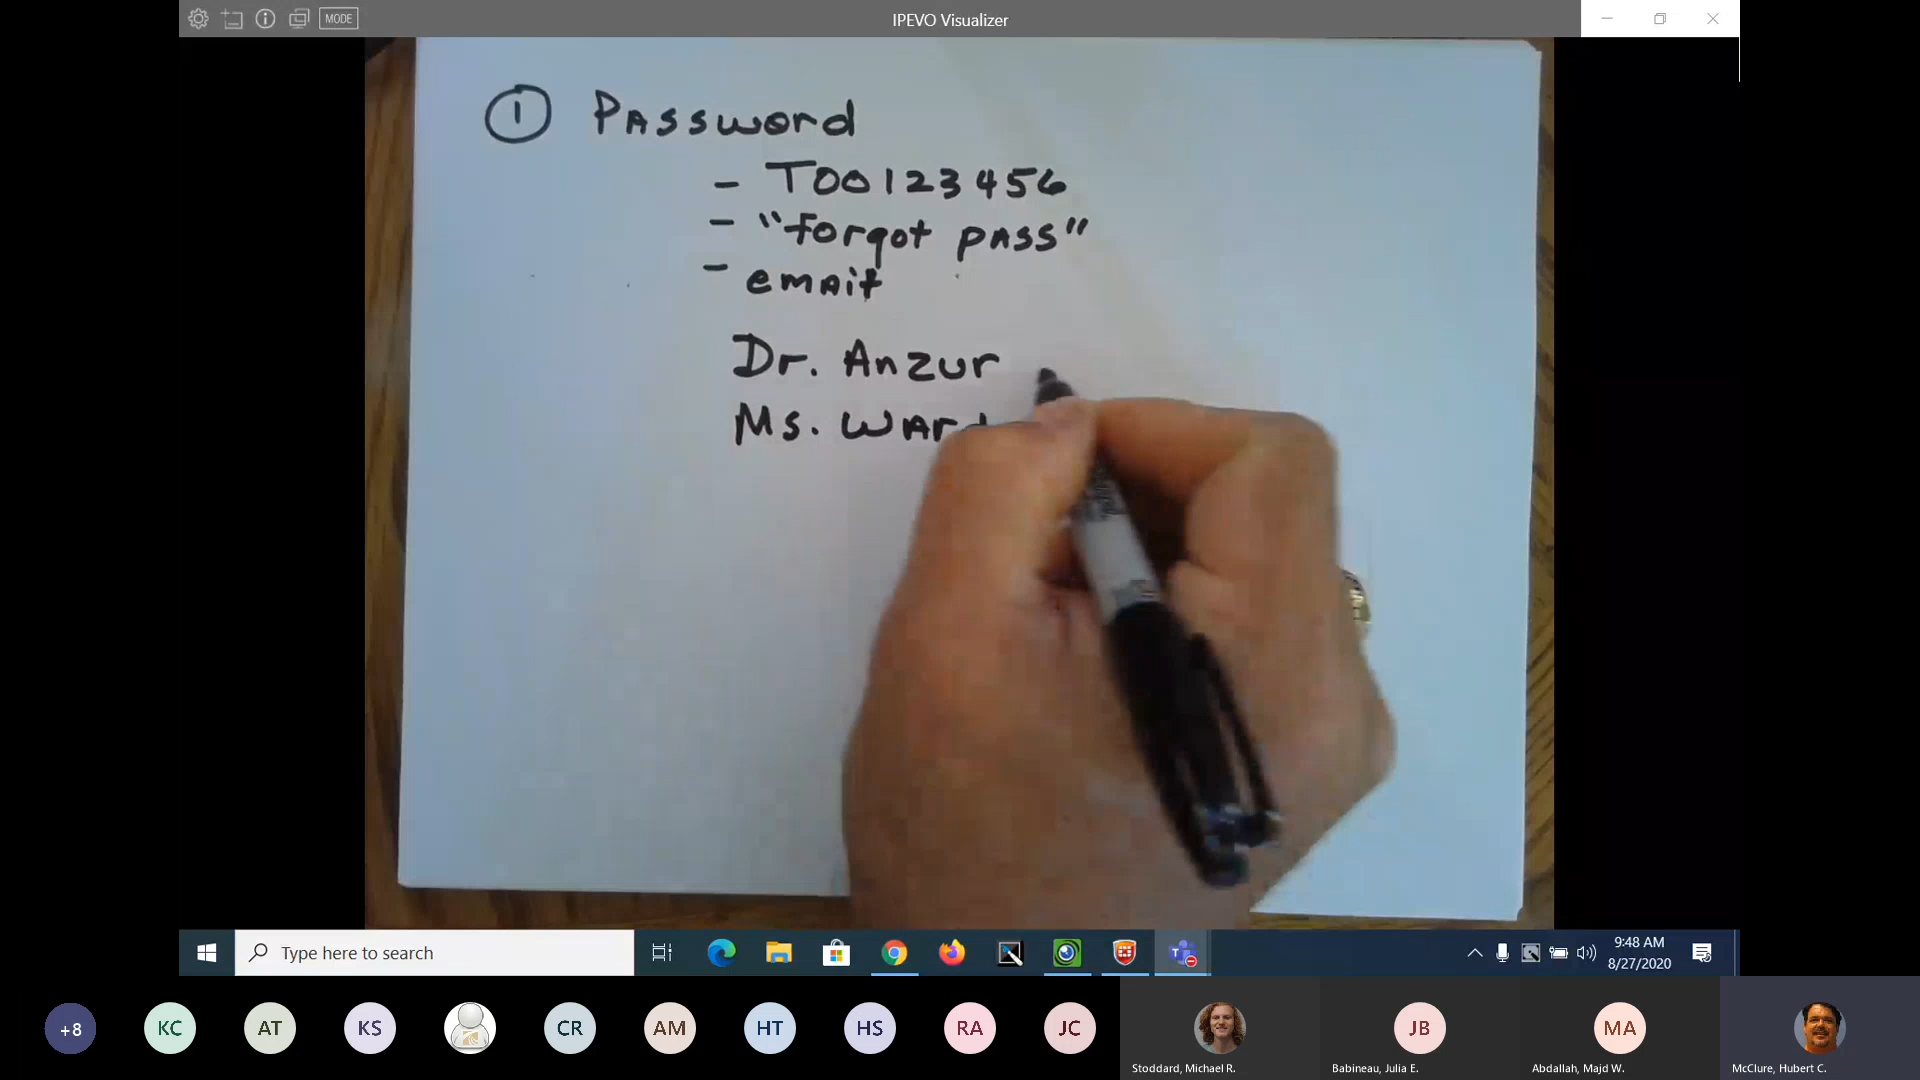 MODE
IPEVO Visualizer
① Password
- T00123456
- "forgot pass"
- email
Dr. Anzur
Ms. Ward
Type here to search
9:48 AM
8/27/2020
+8
KC
AT
KS
CR
AM
HT
HS
RA
JC
JB
MA
Stoddard, Michael R.
Babineau, Julia E.
Abdallah, Majd W.
McClure, Hubert C.